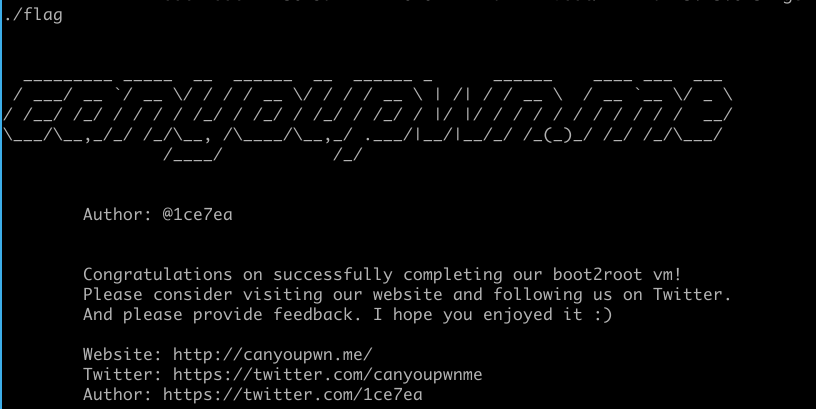 ./flag
canyoupwn.me
Author: @1ce7ea
Congratulations on successfully completing our boot2root vm!
Please consider visiting our website and following us on Twitter.
And please provide feedback. I hope you enjoyed it :)
Website: http://canyoupwn.me/
Twitter: https://twitter.com/canyoupwnme
Author: https://twitter.com/1ce7ea